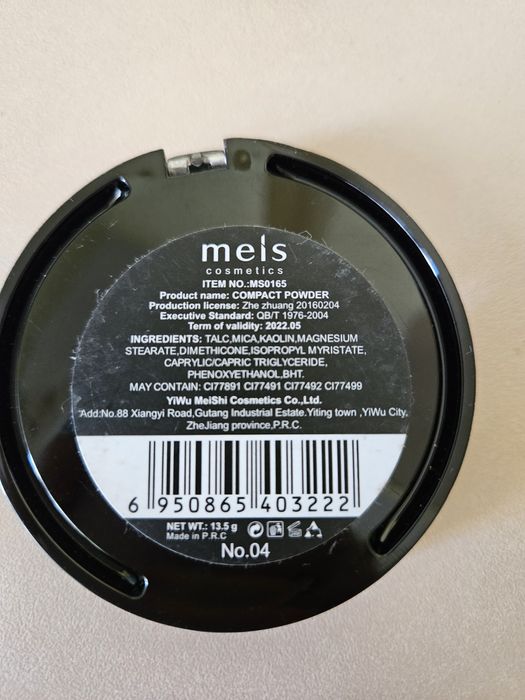 meis
cosmetics
ITEM NO.:MS0165
Product name: COMPACT POWDER
Production license: Zhe zhuang 20160204
Executive Standard: QB/T 1976-2004
Term of validity: 2022.05
INGREDIENTS: TALC,MICA,KAOLIN,MAGNESIUM
STEARATE,DIMETHICONE,ISOPROPYL MYRISTATE,
CAPRYLIC/CAPRIC TRIGLYCERIDE,
PHENOXYETHANOL,BHT.
MAY CONTAIN: CI77891 CI77491 CI77492 CI77499
YiWu MeiShi Cosmetics Co.,Ltd.
Add:No.88 Xiangyi Road,Gutang Industrial Estate.Yiting town ,YiWu City,
ZheJiang province,P.R.C.
6 950865 403222
NET WT.: 13.5 g
Made in P.R.C
No.04